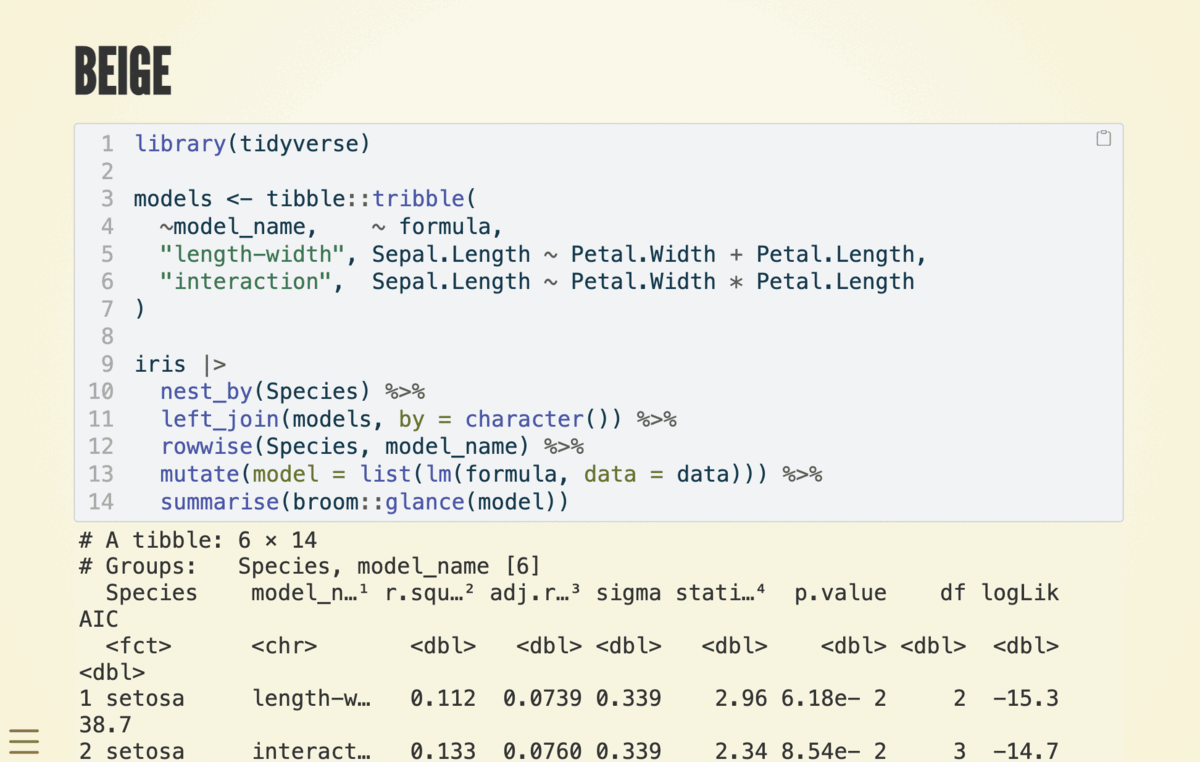 BEIGE
1 library(tidyverse)
2
3 models <- tibble::tribble(
4   ~model_name,    ~ formula,
5   "length-width", Sepal.Length ~ Petal.Width + Petal.Length,
6   "interaction",  Sepal.Length ~ Petal.Width * Petal.Length
7 )
8
9 iris |>
10   nest_by(Species) %>%
11   left_join(models, by = character()) %>%
12   rowwise(Species, model_name) %>%
13   mutate(model = list(lm(formula, data = data))) %>%
14   summarise(broom::glance(model))
# A tibble: 6 × 14
# Groups:   Species, model_name [6]
  Species    model_n…¹ r.squ…² adj.r…³ sigma stati…⁴  p.value    df logLik
AIC
  <fct>      <chr>       <dbl>   <dbl> <dbl>   <dbl>    <dbl> <dbl>  <dbl>
<dbl>
1 setosa     length-w…   0.112  0.0739 0.339    2.96 6.18e- 2     2  -15.3
38.7
2 setosa     interact…   0.133  0.0760 0.339    2.34 8.54e- 2     3  -14.7